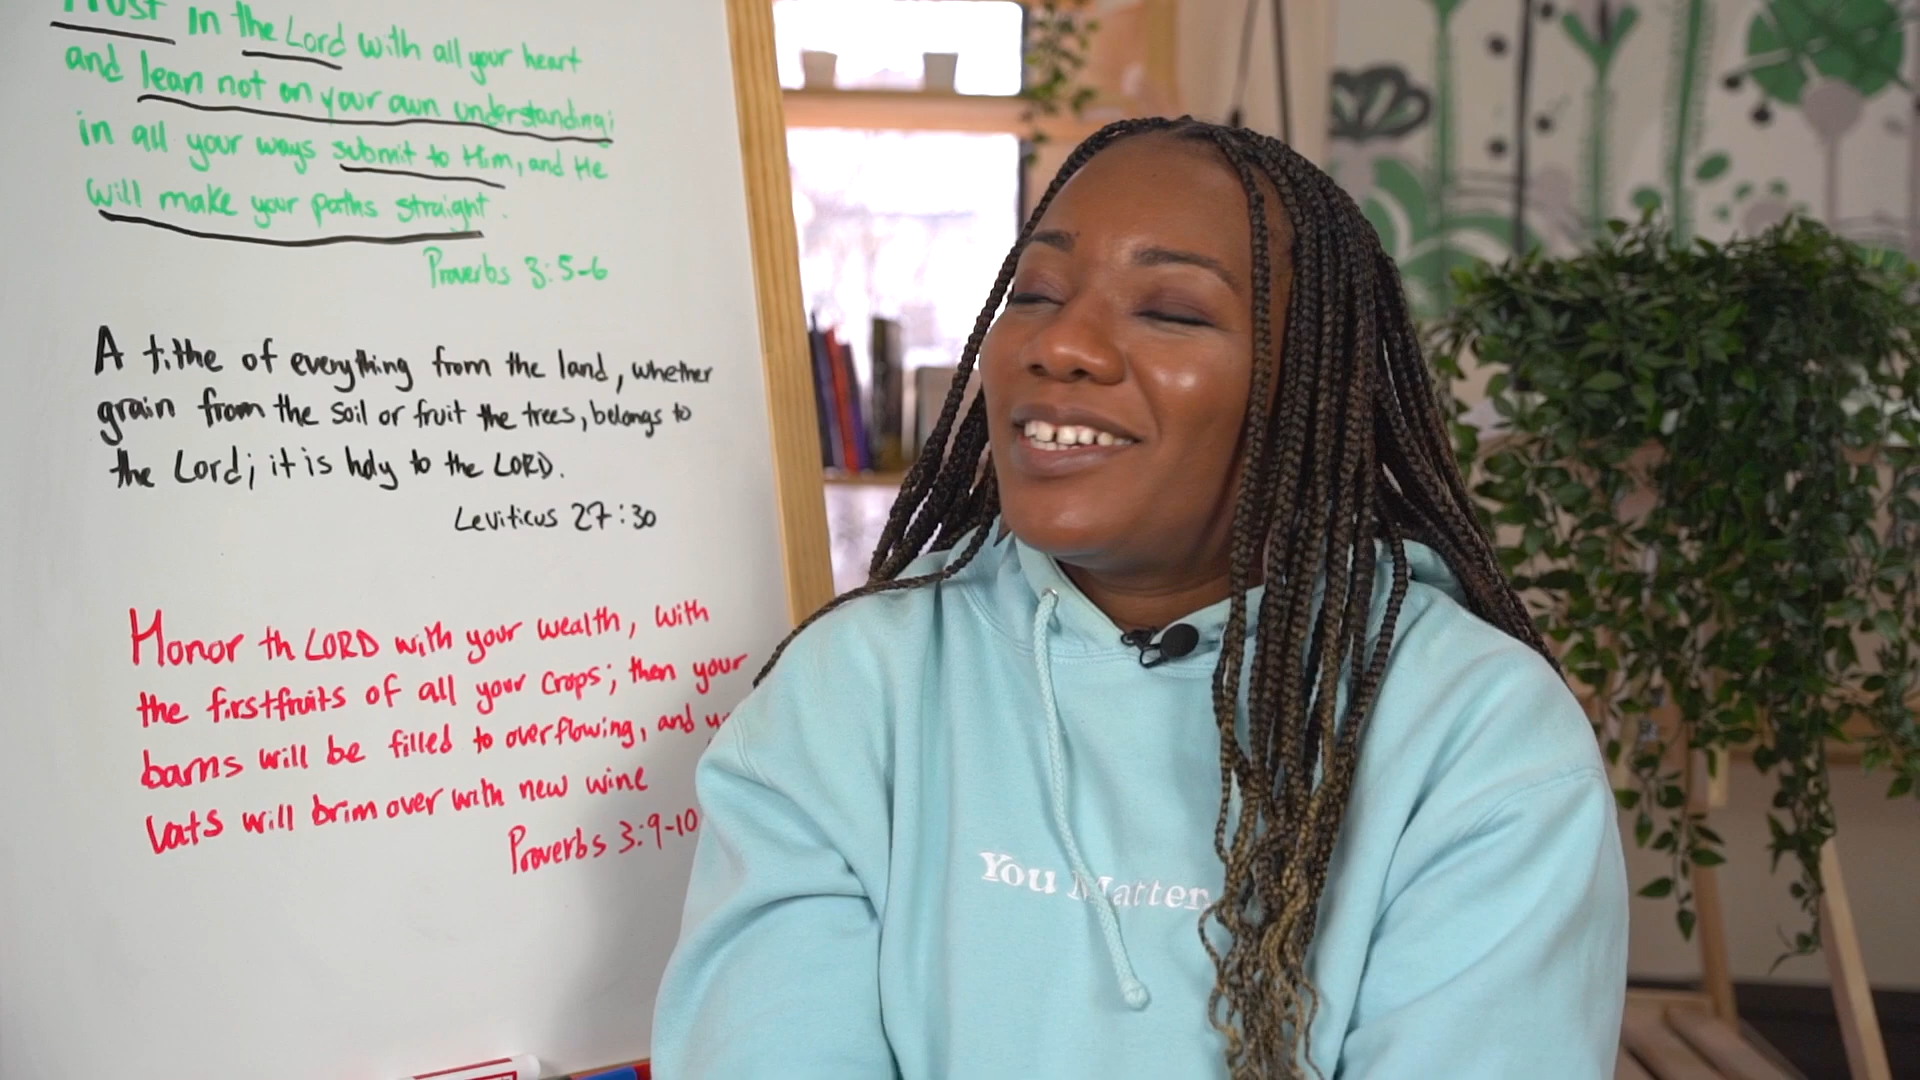 Trust in the Lord with all your heart
and lean not on your own understanding;
in all your ways submit to Him, and He
will make your paths straight.
Proverbs 3:5-6
A tithe of everything from the land, whether
grain from the soil or fruit the trees, belongs to
the Lord; it is holy to the LORD.
Leviticus 27:30
Honor th LORD with your wealth, with
the firstfruits of all your crops; then your
barns will be filled to overflowing, and
vats will brim over with new wine
Proverbs 3:9-10
You Matter.